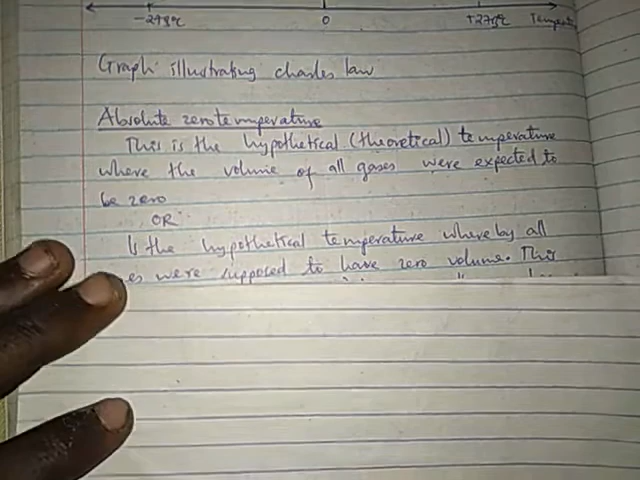 -273°C 0 +273°C
Graph illustrating charles law
Absolute zero temperature
This is the hypothetical (theoretical) temperature
where the volume of all gases were expected to
be zero
OR
Is the hypothetical temperature whereby all
es were supposed to have zero volume. This